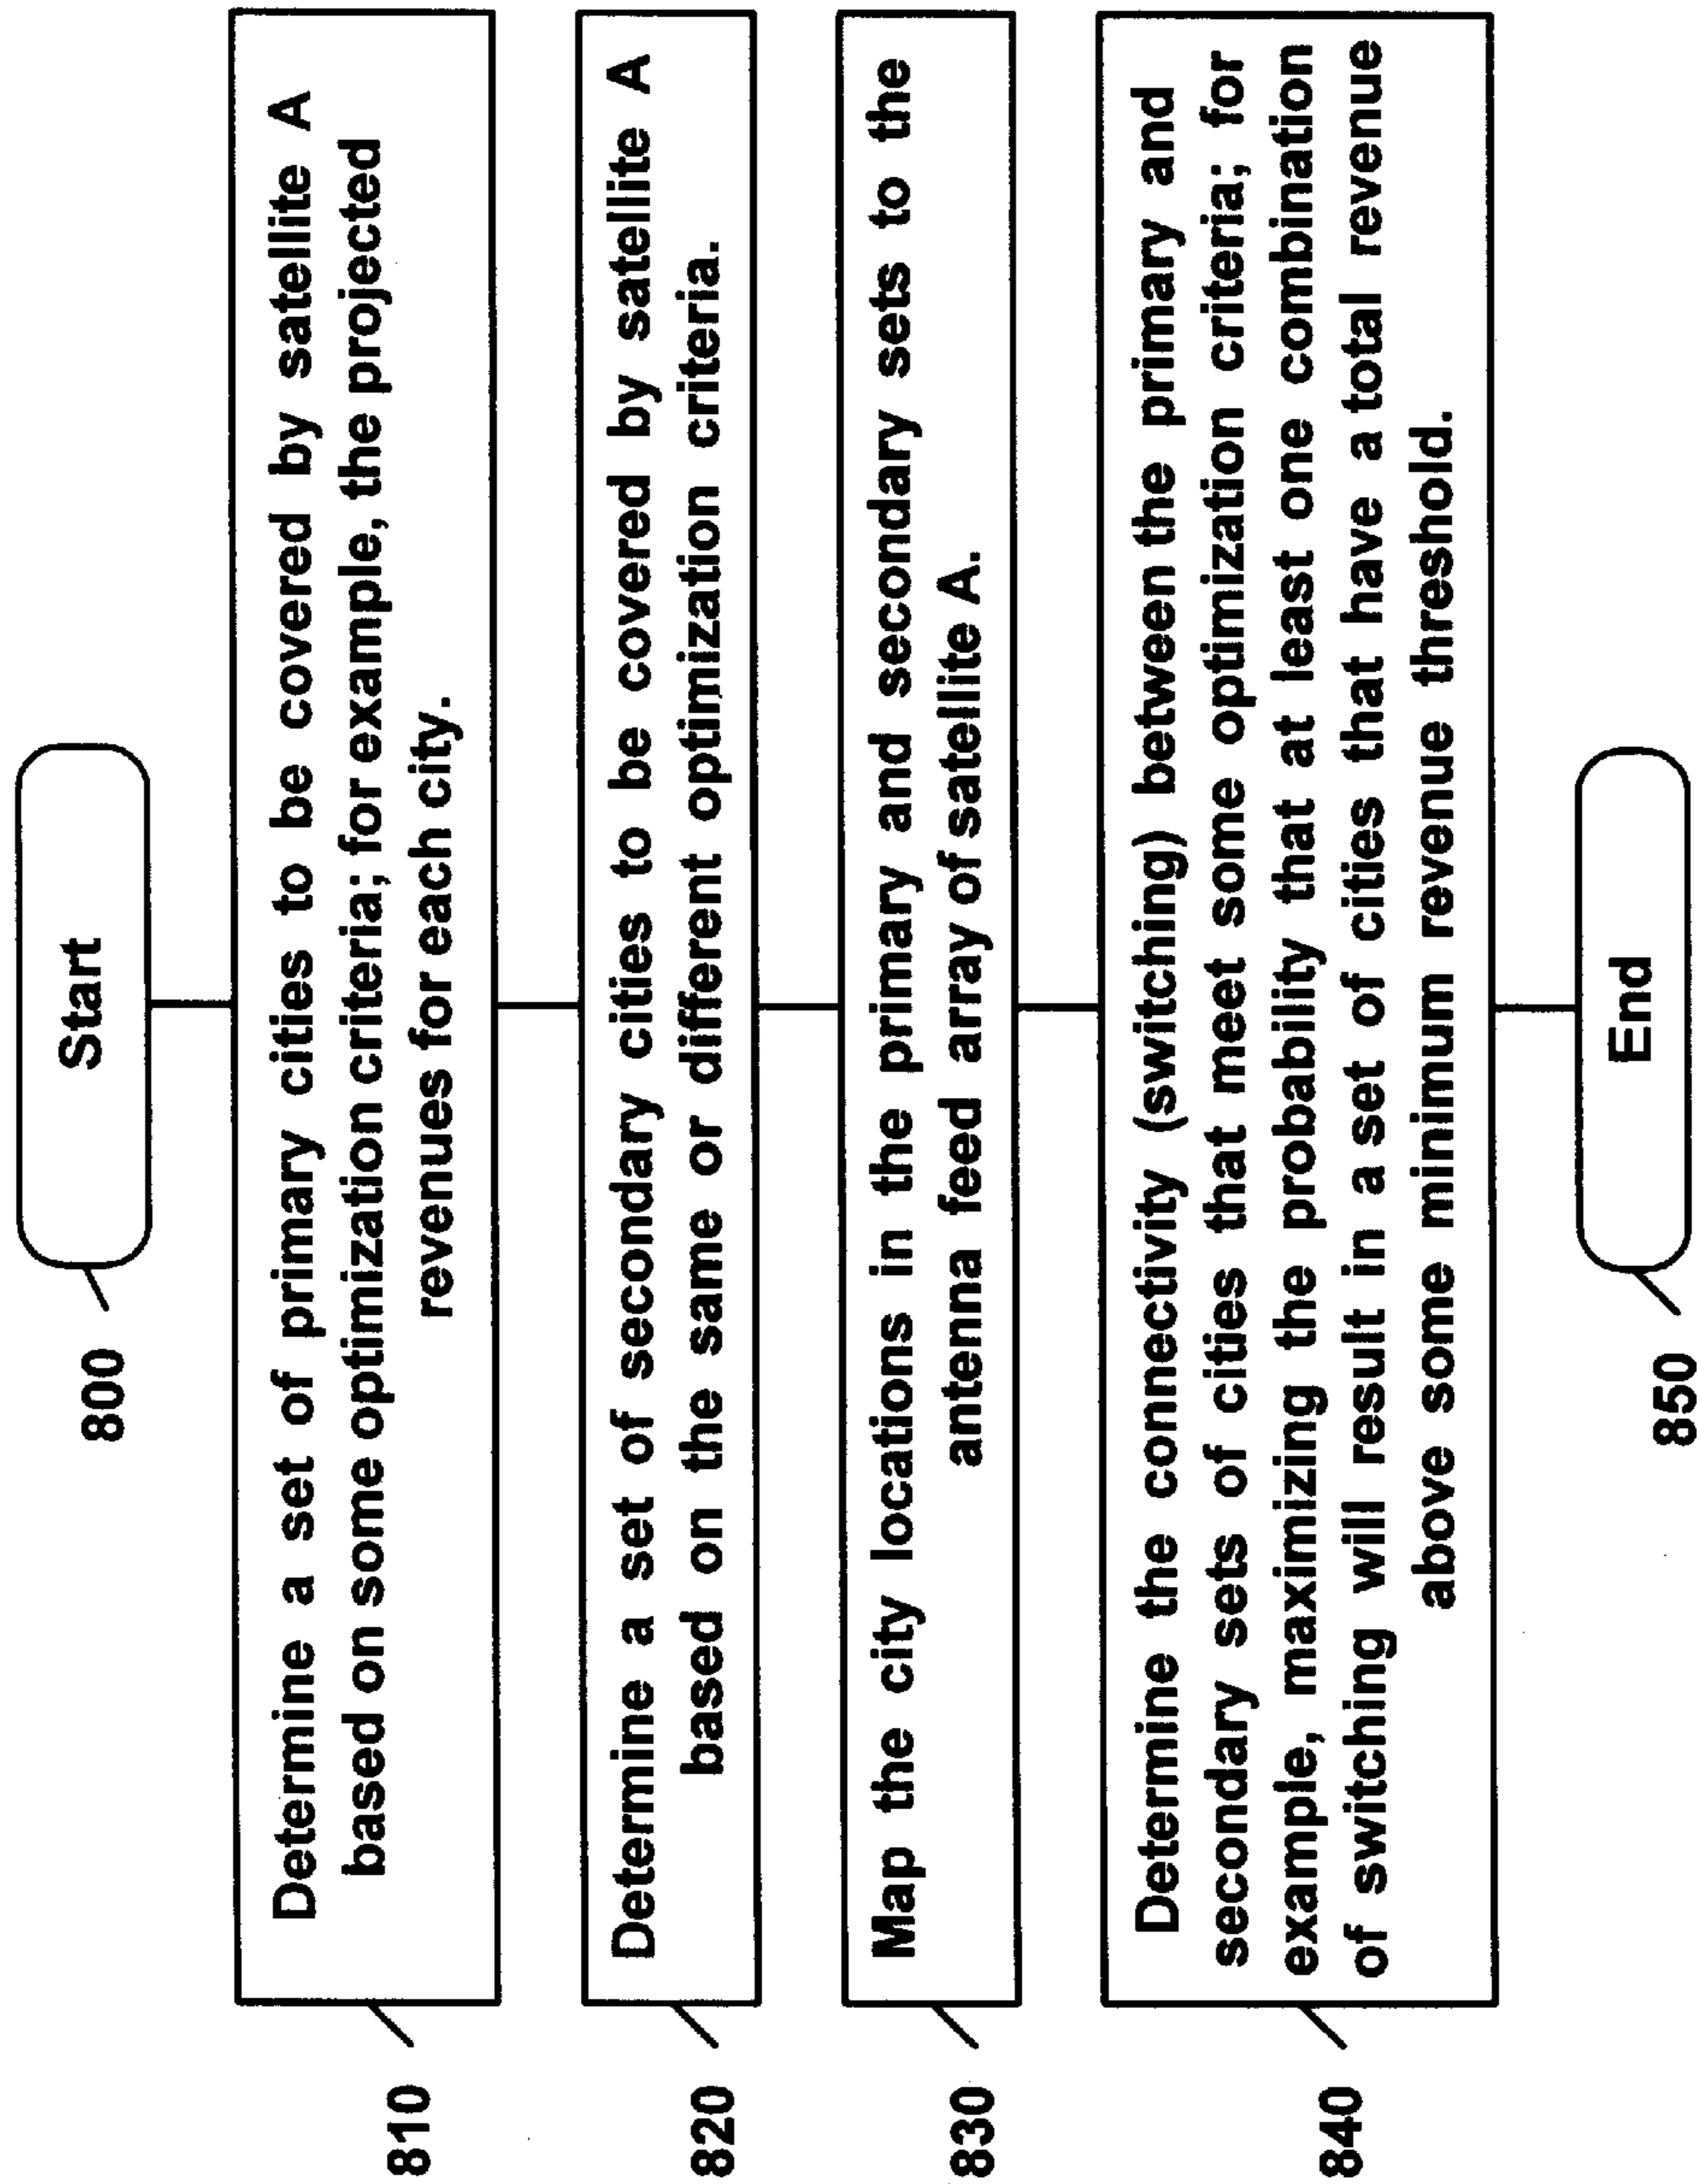 Start
800
Determine a set of primary cities to be covered by satellite A
based on some optimization criteria; for example, the projected
revenues for each city.
810
Determine a set of secondary cities to be covered by satellite A
based on the same or different optimization criteria.
820
Map the city locations in the primary and secondary sets to the
antenna feed array of satellite A.
830
Determine the connectivity (switching) between the primary and
secondary sets of cities that meet some optimization criteria; for
example, maximizing the probability that at least one combination
of switching will result in a set of cities that have a total revenue
above some minimum revenue threshold.
840
End
850